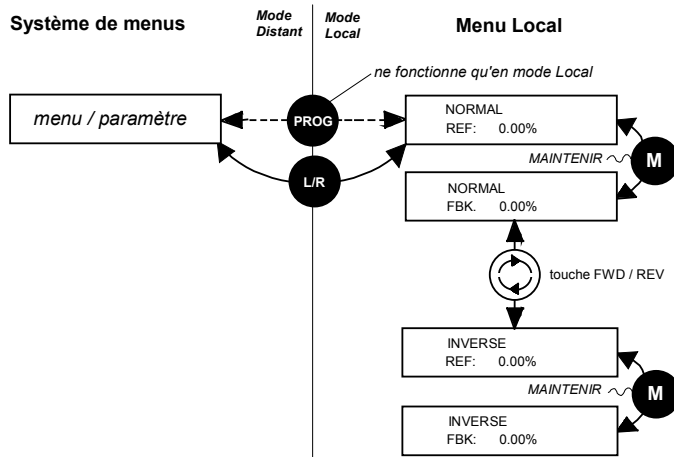 Système de menus
Mode
Distant
Mode
Local
Menu Local
ne fonctionne qu'en mode Local
menu / paramètre
PROG
L/R
NORMAL
REF: 0.00%
MAINTENIR
M
NORMAL
FBK. 0.00%
touche FWD / REV
INVERSE
REF: 0.00%
MAINTENIR
M
INVERSE
FBK: 0.00%